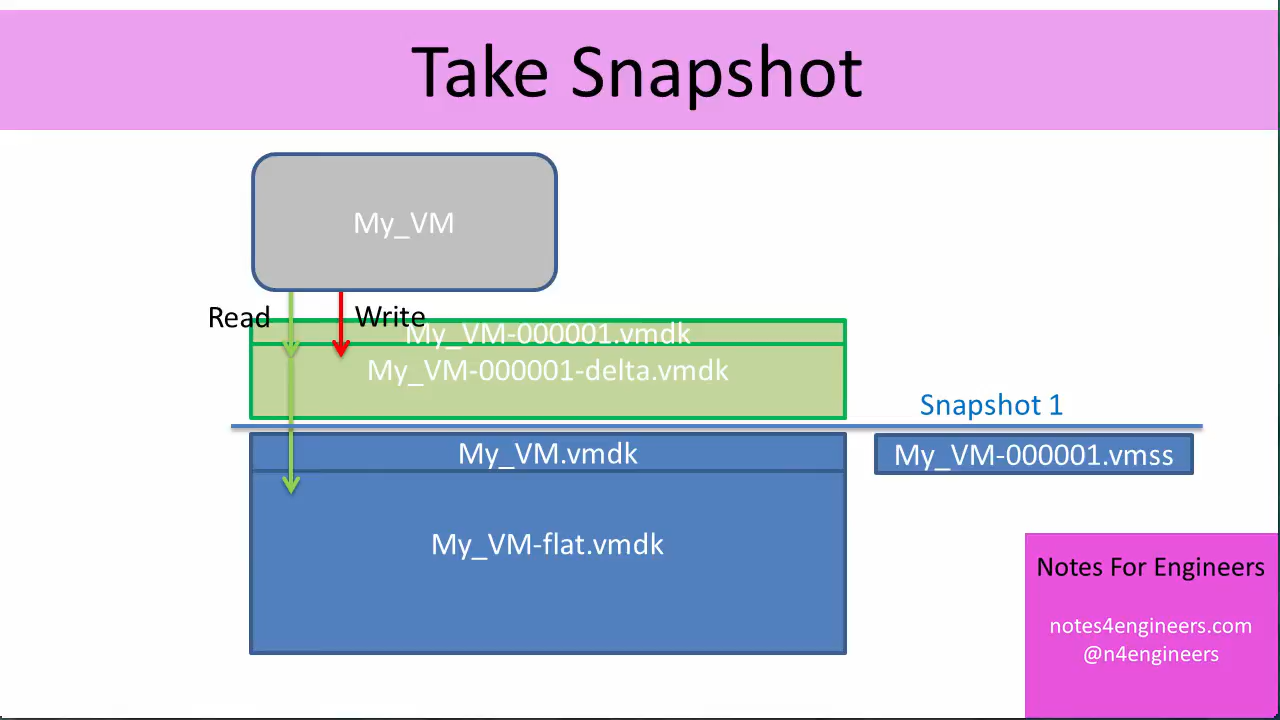 Take Snapshot
My_VM
Read
Write
My_VM-000001.vmdk
My_VM-000001-delta.vmdk
Snapshot 1
My_VM.vmdk
My_VM-000001.vmss
My_VM-flat.vmdk
Notes For Engineers
notes4engineers.com
@n4engineers